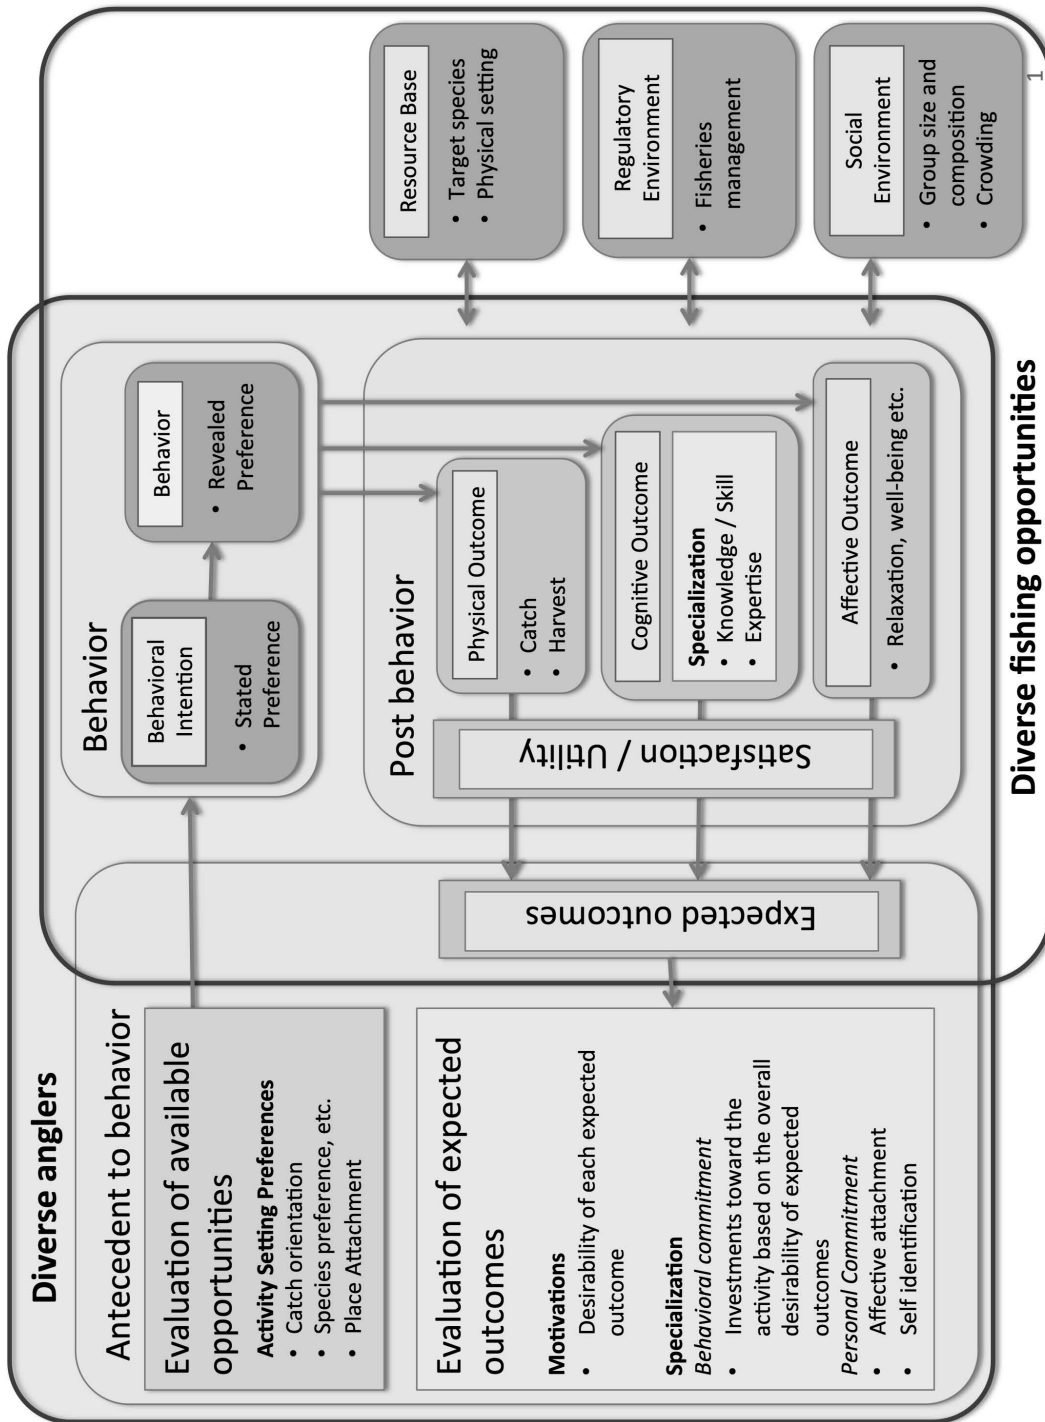 Diverse anglers
Antecedent to behavior
Evaluation of available
opportunities
Activity Setting Preferences
• Catch orientation
• Species preference, etc.
• Place Attachment
Evaluation of expected
outcomes
Motivations
• Desirability of each expected
outcome
Specialization
Behavioral commitment
• Investments toward the
activity based on the overall
desirability of expected
outcomes
Personal Commitment
• Affective attachment
• Self identification
Expected outcomes
Behavior
Behavioral
Intention
• Stated
Preference
Behavior
• Revealed
Preference
Post behavior
Satisfaction / Utility
Physical Outcome
• Catch
• Harvest
Cognitive Outcome
Specialization
• Knowledge / Skill
• Expertise
Affective Outcome
• Relaxation, well-being etc.
Resource Base
• Target species
• Physical setting
Regulatory
Environment
• Fisheries
management
Social
Environment
• Group size and
composition
• Crowding
Diverse fishing opportunities
1